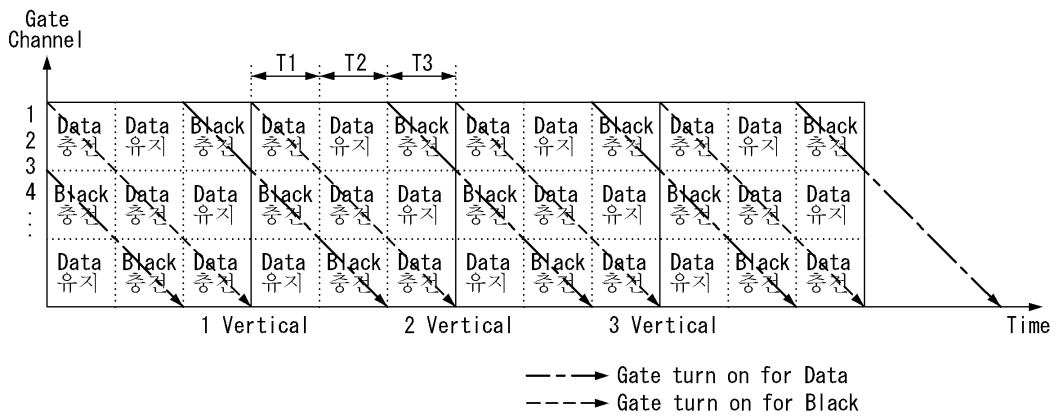 Gate
Channel
T1 T2 T3
1
2
3
4
:
Data Data Black Data Data Black Data Data Black Data Data Black
충전 유지 충전 충전 유지 충전 충전 유지 충전 충전 유지 충전
Black Data Data Black Data Data Black Data Data Black Data Data
충전 충전 유지 충전 충전 유지 충전 충전 유지 충전 충전 유지
Data Black Data Data Black Data Data Black Data Data Black Data
유지 충전 충전 유지 충전 충전 유지 충전 충전 유지 충전 충전
1 Vertical 2 Vertical 3 Vertical Time
Gate turn on for Data
Gate turn on for Black